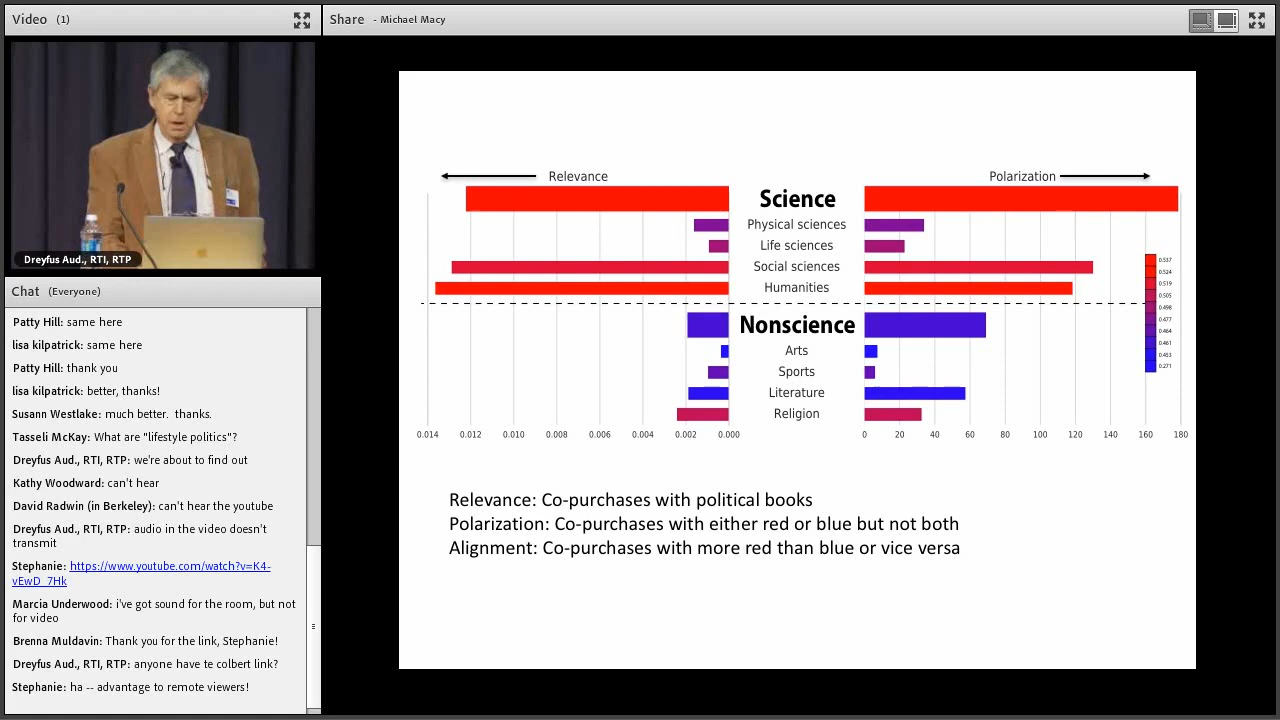 Video (1)
Share - Michael Macy
Dreyfus Aud., RTI, RTP
Chat (Everyone)
Patty Hill: same here
lisa kilpatrick: same here
Patty Hill: thank you
lisa kilpatrick: better, thanks!
Susann Westlake: much better. thanks.
Tasseli McKay: What are "lifestyle politics"?
Dreyfus Aud., RTI, RTP: we're about to find out
Kathy Woodward: can't hear
David Radwin (in Berkeley): can't hear the youtube
Dreyfus Aud., RTI, RTP: audio in the video doesn't
transmit
Stephanie: https://www.youtube.com/watch?v=K4-
vEwD_7Hk
Marcia Underwood: i've got sound for the room, but not
for video
Brenna Muldavin: Thank you for the link, Stephanie!
Dreyfus Aud., RTI, RTP: anyone have te colbert link?
Stephanie: ha -- advantage to remote viewers!
Relevance
Polarization
Science
Physical sciences
Life sciences
Social sciences
Humanities
Nonscience
Arts
Sports
Literature
Religion
0.014 0.012 0.010 0.008 0.006 0.004 0.002 0.000
0 20 40 60 80 100 120 140 160 180
0.537
0.524
0.519
0.505
0.498
0.477
0.464
0.461
0.453
0.271
Relevance: Co-purchases with political books
Polarization: Co-purchases with either red or blue but not both
Alignment: Co-purchases with more red than blue or vice versa